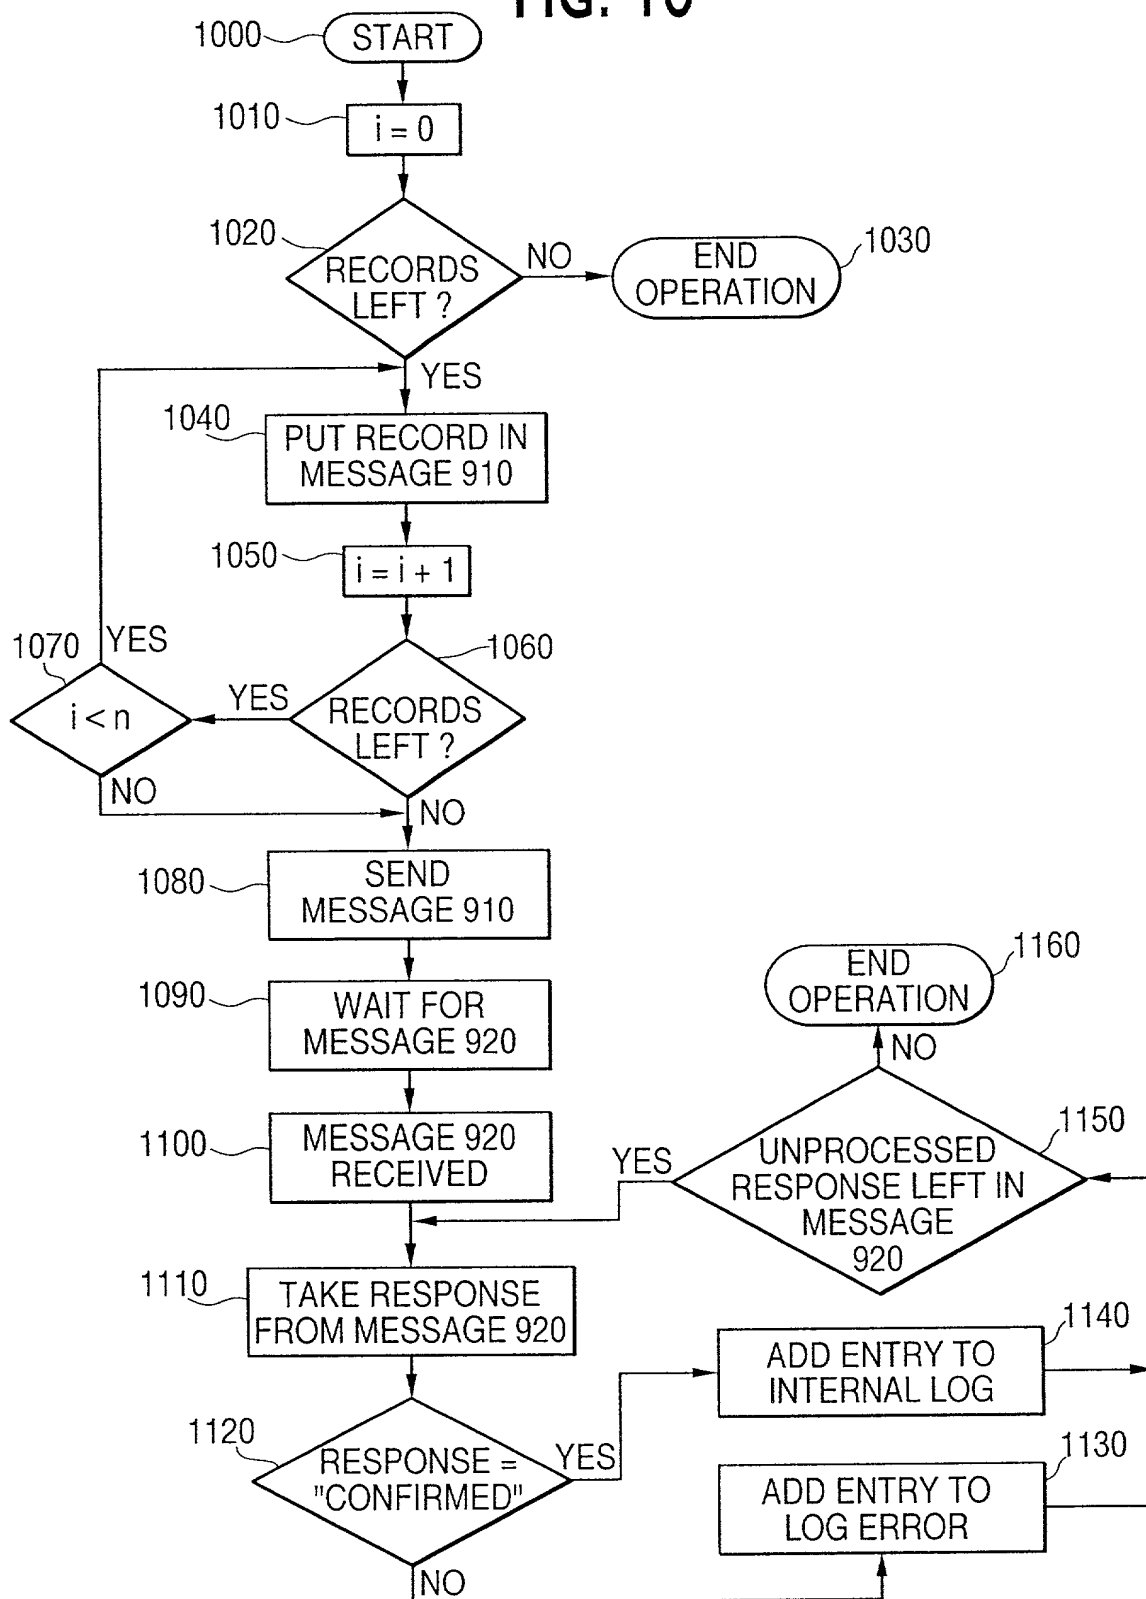 FIG. 10
1000
START
1010
i = 0
1020
RECORDS
LEFT ?
NO
END
OPERATION
1030
YES
1040
PUT RECORD IN
MESSAGE 910
1050
i = i + 1
1070
YES
i < n
NO
YES
1060
RECORDS
LEFT ?
NO
1080
SEND
MESSAGE 910
1090
WAIT FOR
MESSAGE 920
1100
MESSAGE 920
RECEIVED
1160
END
OPERATION
NO
1150
UNPROCESSED
RESPONSE LEFT IN
MESSAGE
920
YES
1110
TAKE RESPONSE
FROM MESSAGE 920
1120
RESPONSE =
"CONFIRMED"
YES
1140
ADD ENTRY TO
INTERNAL LOG
1130
ADD ENTRY TO
LOG ERROR
NO